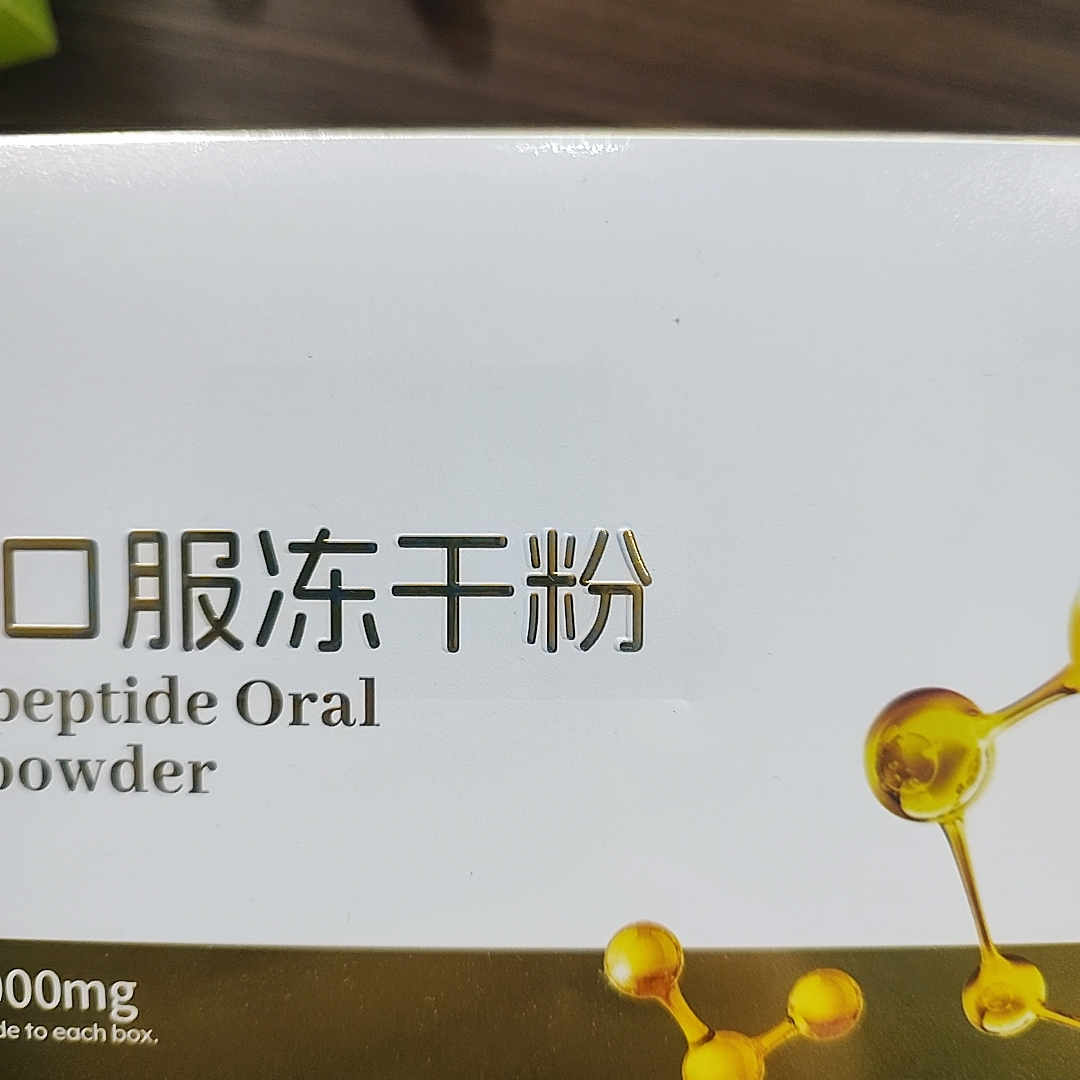 口服冻干粉
peptide Oral
powder
000mg
de to each box.